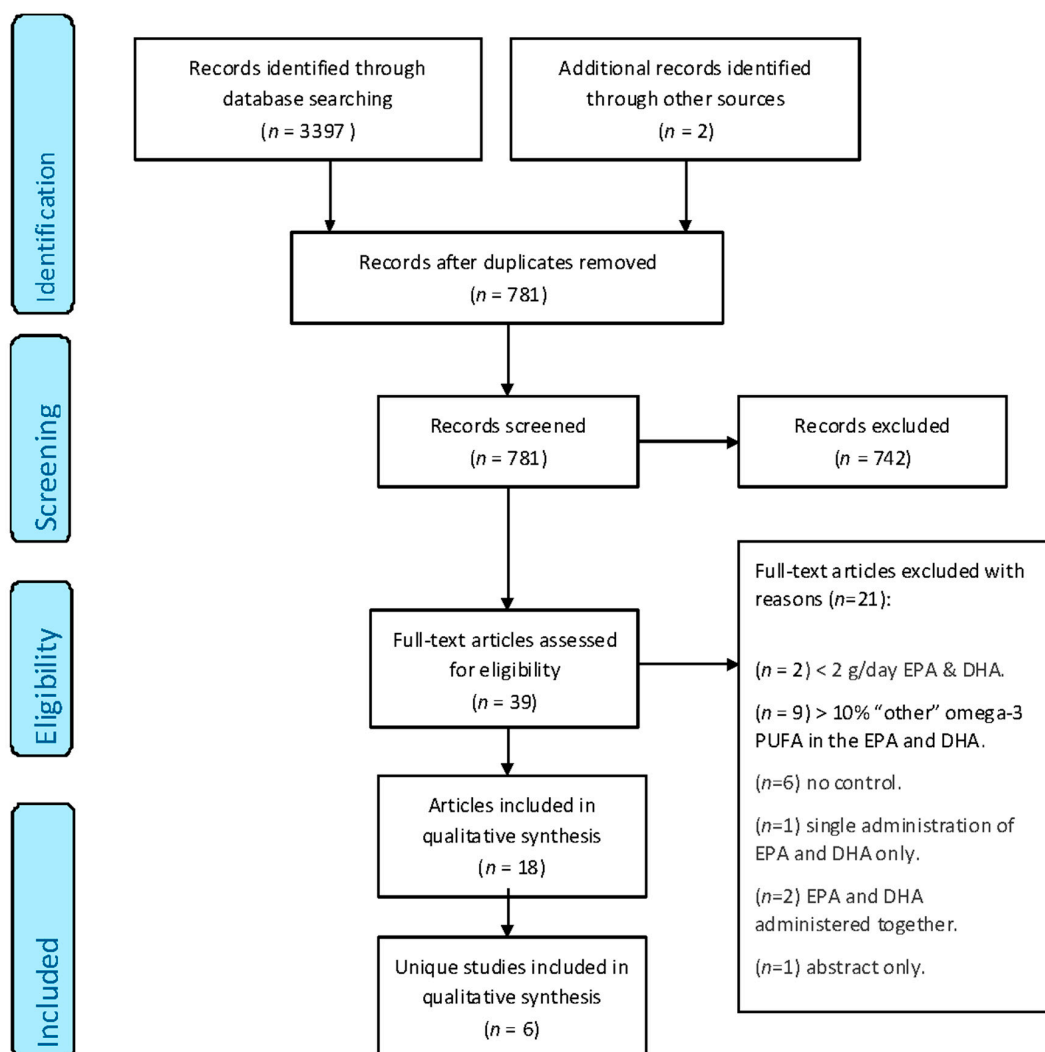 Identification
Records identified through
database searching
(n = 3397 )
Additional records identified
through other sources
(n = 2)
Records after duplicates removed
(n = 781)
Screening
Records screened
(n = 781)
Records excluded
(n = 742)
Eligibility
Full-text articles assessed
for eligibility
(n = 39)
Full-text articles excluded with
reasons (n=21):
(n = 2) < 2 g/day EPA & DHA.
(n = 9) > 10% “other” omega-3
PUFA in the EPA and DHA.
(n=6) no control.
(n=1) single administration of
EPA and DHA only.
(n=2) EPA and DHA
administered together.
(n=1) abstract only.
Included
Articles included in
qualitative synthesis
(n = 18)
Unique studies included in
qualitative synthesis
(n = 6)